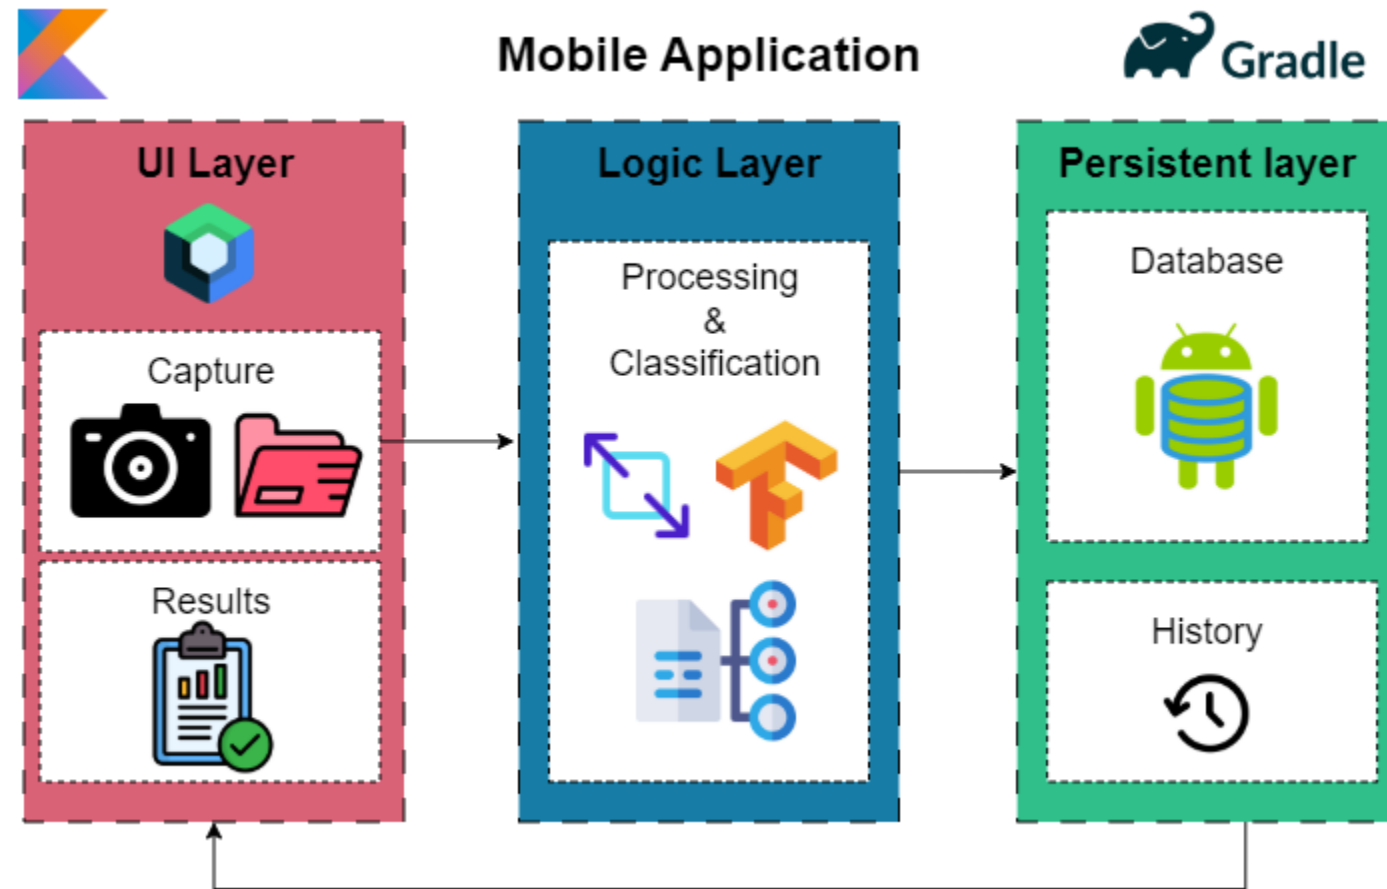 Mobile Application
Gradle
UI Layer
Capture
Results
Logic Layer
Processing
&
Classification
Persistent layer
Database
History